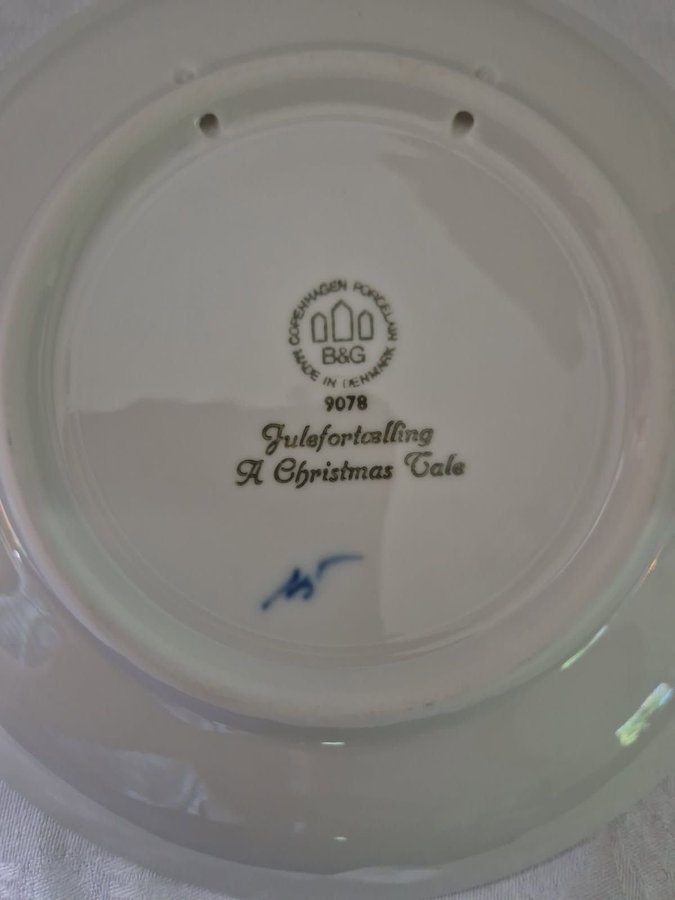 COPENHAGEN PORCELAIN
B&G
MADE IN DENMARK
9078
Julefortælling
A Christmas Tale